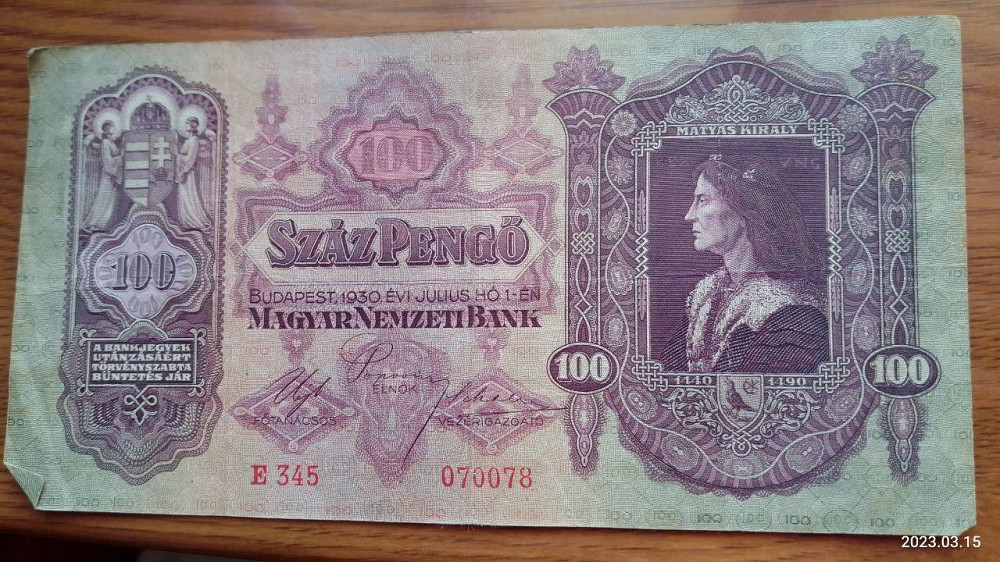 100
SZÁZ PENGŐ
BUDAPEST, 1930. ÉVI JULIUS HÓ 1-ÉN
MAGYAR NEMZETI BANK
ELNÖK
FŐTANÁCSOS
VEZÉRIGAZGATÓ
E 345
070078
100
A BANKJEGYEK
UTÁNZÁSÁÉRT
TÖRVÉNYSZABTA
BÜNTETÉS JÁR
MÁTYÁS KIRÁLY
100
100
1440
1490
2023.03.15